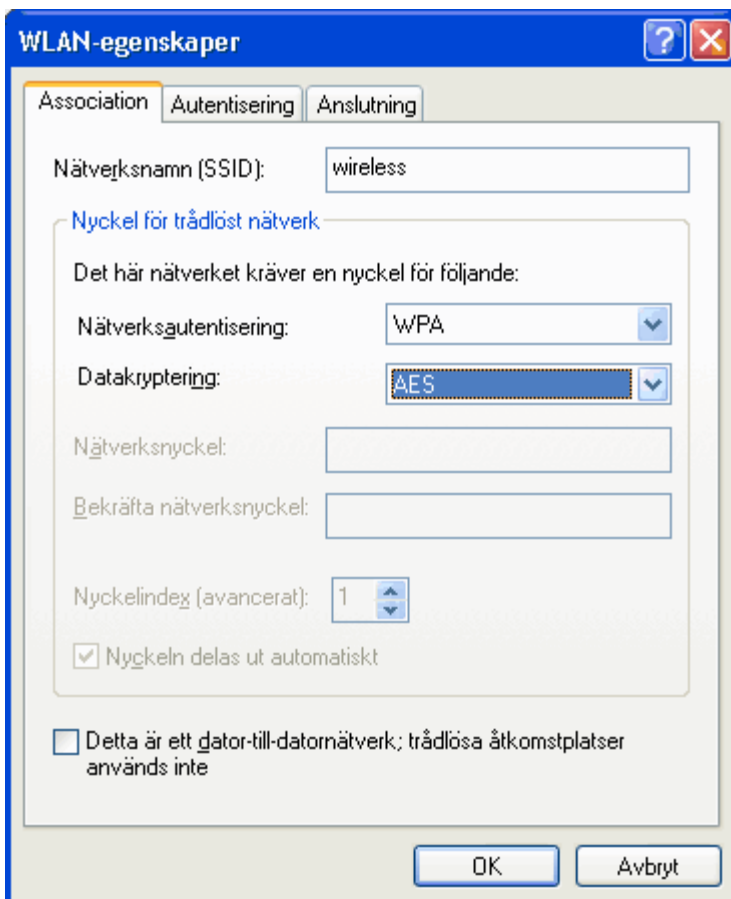 WLAN-egenskaper
Association Autentisering Anslutning
Nätverksnamn (SSID): wireless
Nyckel för trådlöst nätverk
Det här nätverket kräver en nyckel för följande:
Nätverksautentisering: WPA
Datakryptering: AES
Nätverksnyckel:
Bekräfta nätverksnyckel:
Nyckelindex (avancerat): 1
Nyckeln delas ut automatiskt
Detta är ett dator-till-datornätverk; trådlösa åtkomstplatser
används inte
OK Avbryt